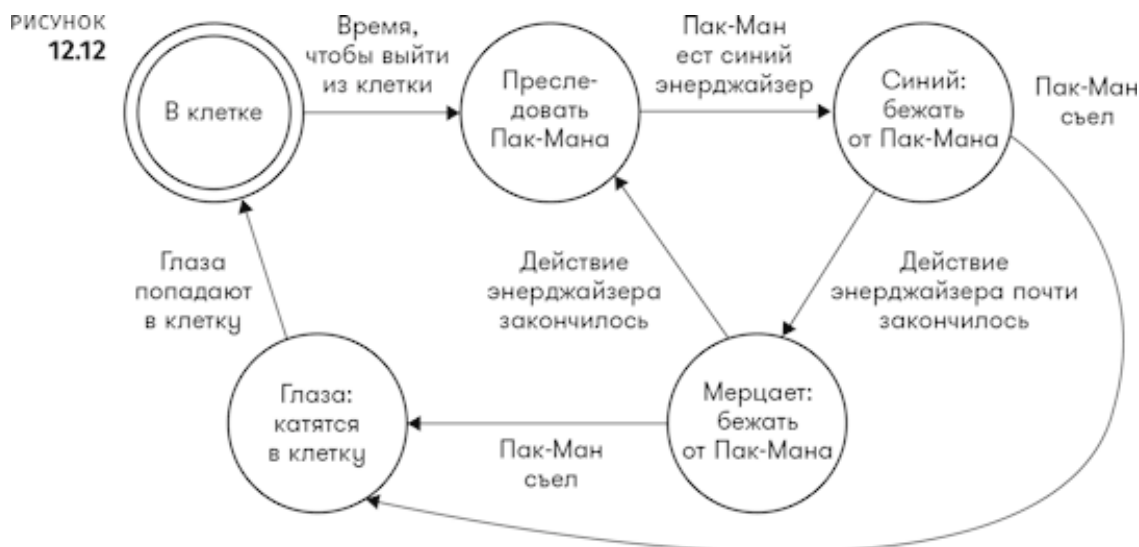 РИСУНОК
12.12
В клетке
Время,
чтобы выйти
из клетки
Пресле-
довать
Пак-Мана
Пак-Ман
ест синий
энерджайзер
Синий:
бежать
от Пак-Мана
Пак-Ман
съел
Глаза
попадают
в клетку
Действие
энерджайзера
закончилось
Действие
энерджайзера почти
закончилось
Глаза:
катятся
в клетку
Пак-Ман
съел
Мерцает:
бежать
от Пак-Мана